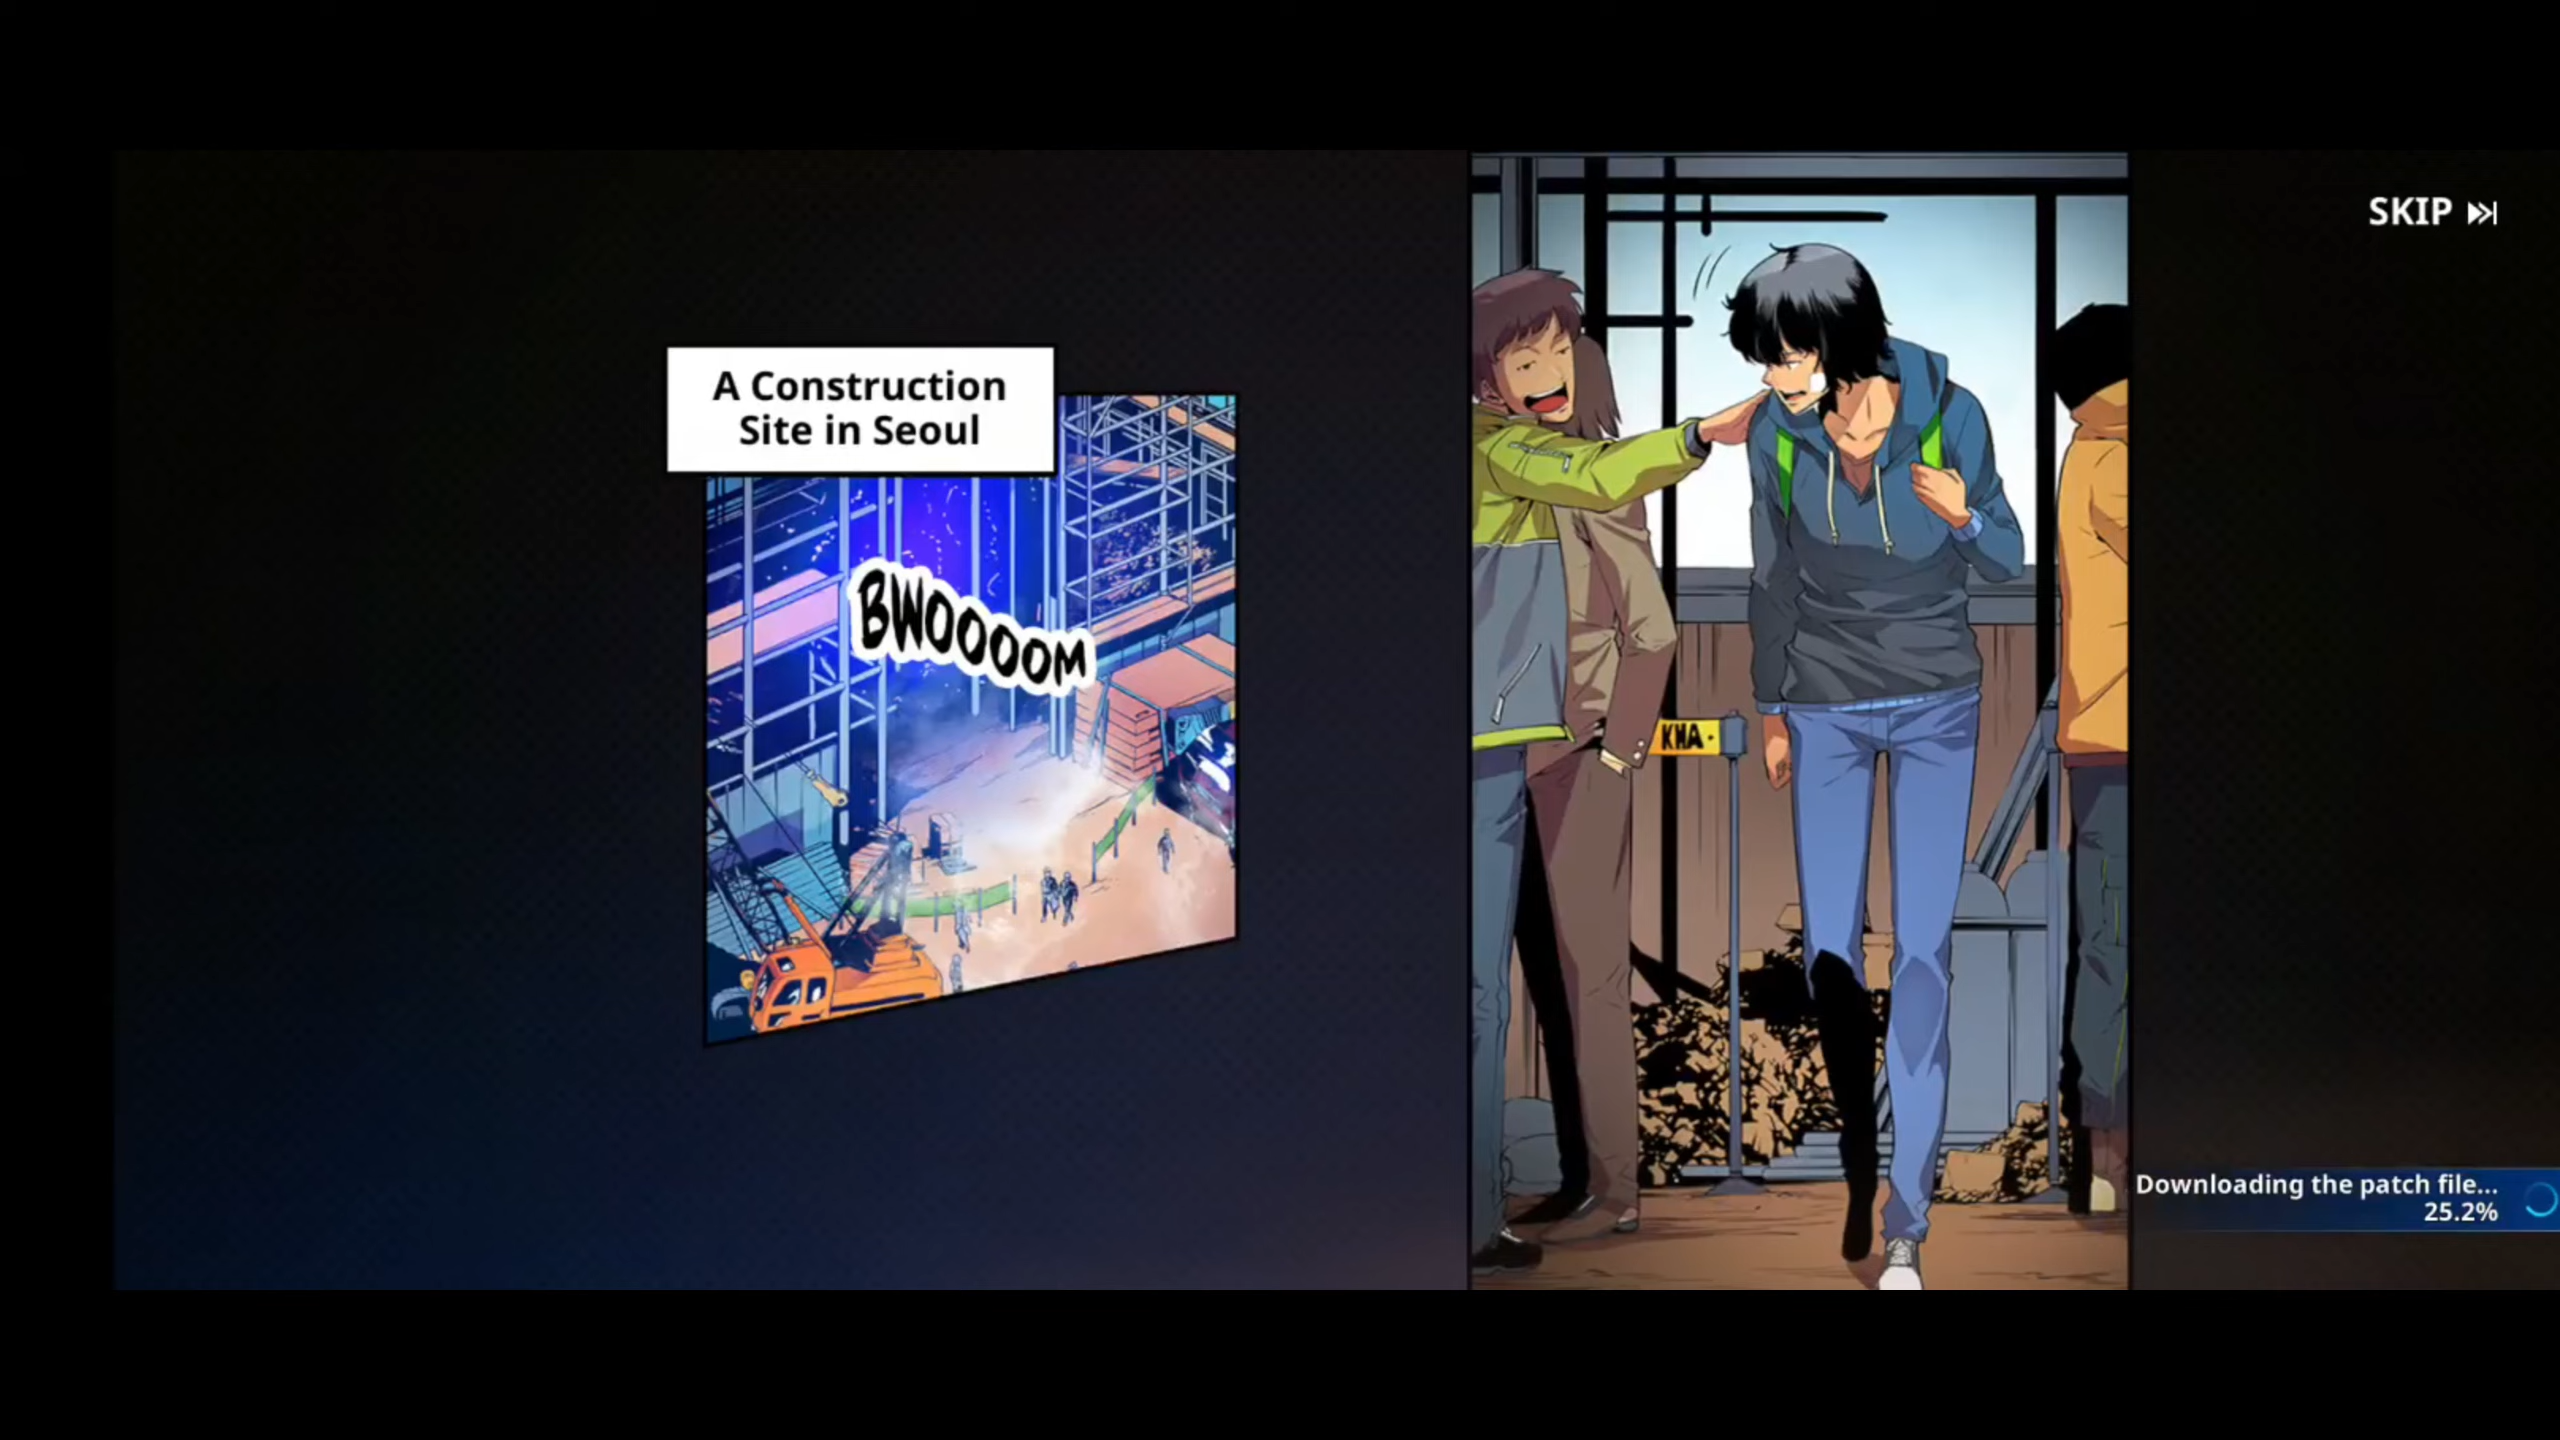 SKIP
A Construction
Site in Seoul
BWOOOOM
KHA
Downloading the patch file...
25.2%